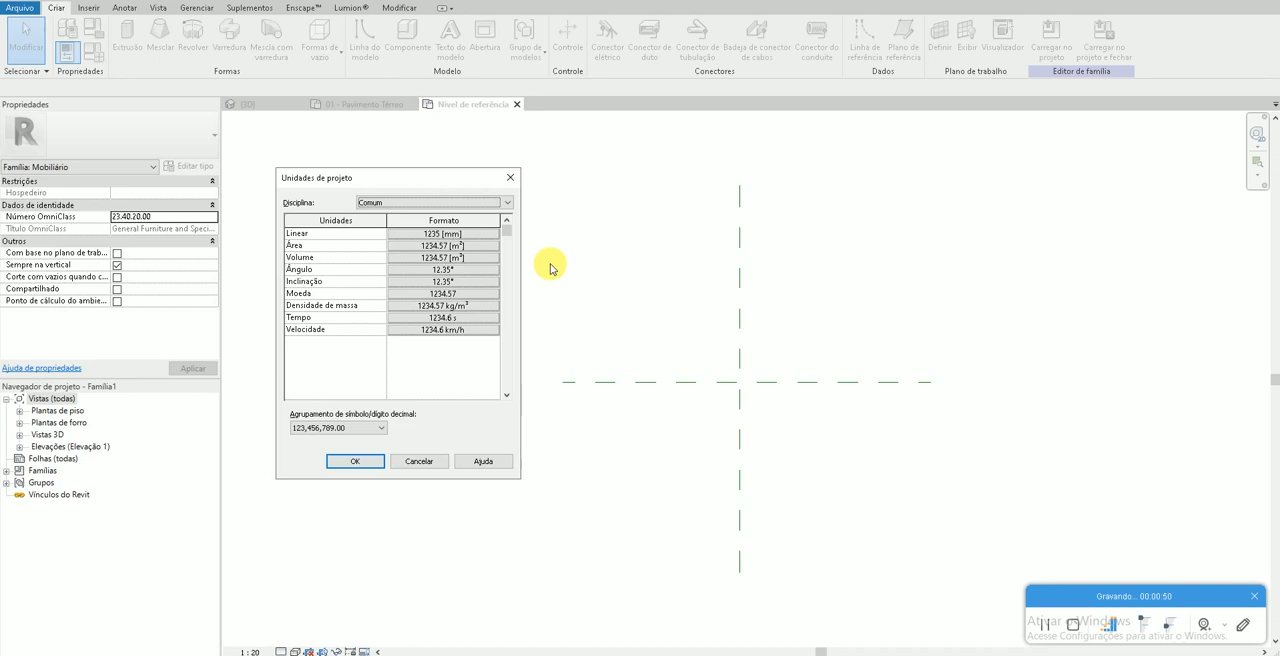 Arquivo Criar Inserir Anotar Vista Gerenciar Suplementos Enscape™ Lumion® Modificar
Modificar Extrusão Mesclar Revolver Varredura Mescla com varredura Formas de vazio Linha do modelo Componente Texto do modelo Abertura Grupo de modelos Controle Conector elétrico Conector de duto Conector de tubulação Badeja de conector de cabos Conector do conduíte Linha de referência Plano de referência Definir Exibir Visualizador Carregar no projeto Carregar no projeto e fechar
Selecionar Propriedades Formas Modelo Controle Conectores Dados Plano de trabalho Editor de família
Propriedades
{3D} 01 - Pavimento Térreo Nível de referência
R
Família: Mobiliário Editar tipo
Restrições
Hospedeiro
Dados de identidade
Número OmniClass 23.40.20.00
Título OmniClass General Furniture and Speci...
Outros
Com base no plano de trab...
Sempre na vertical
Corte com vazios quando c...
Compartilhado
Ponto de cálculo do ambie...
Ajuda de propriedades Aplicar
Navegador de projeto - Família1
Vistas (todas)
Plantas de piso
Plantas de forro
Vistas 3D
Elevações (Elevação 1)
Folhas (todas)
Famílias
Grupos
Vínculos do Revit
Unidades de projeto
Disciplina: Comum
Unidades Formato
Linear 1235 [mm]
Área 1234.57 [m²]
Volume 1234.57 [m³]
Ângulo 12.35°
Inclinação 12.35°
Moeda 1234.57
Densidade de massa 1234.57 kg/m³
Tempo 1234.6 s
Velocidade 1234.6 km/h
Agrupamento de símbolo/dígito decimal:
123,456,789.00
OK Cancelar Ajuda
Gravando... 00:00:50
Ativar o Windows
Acesse Configurações para ativar o Windows.
1 : 20